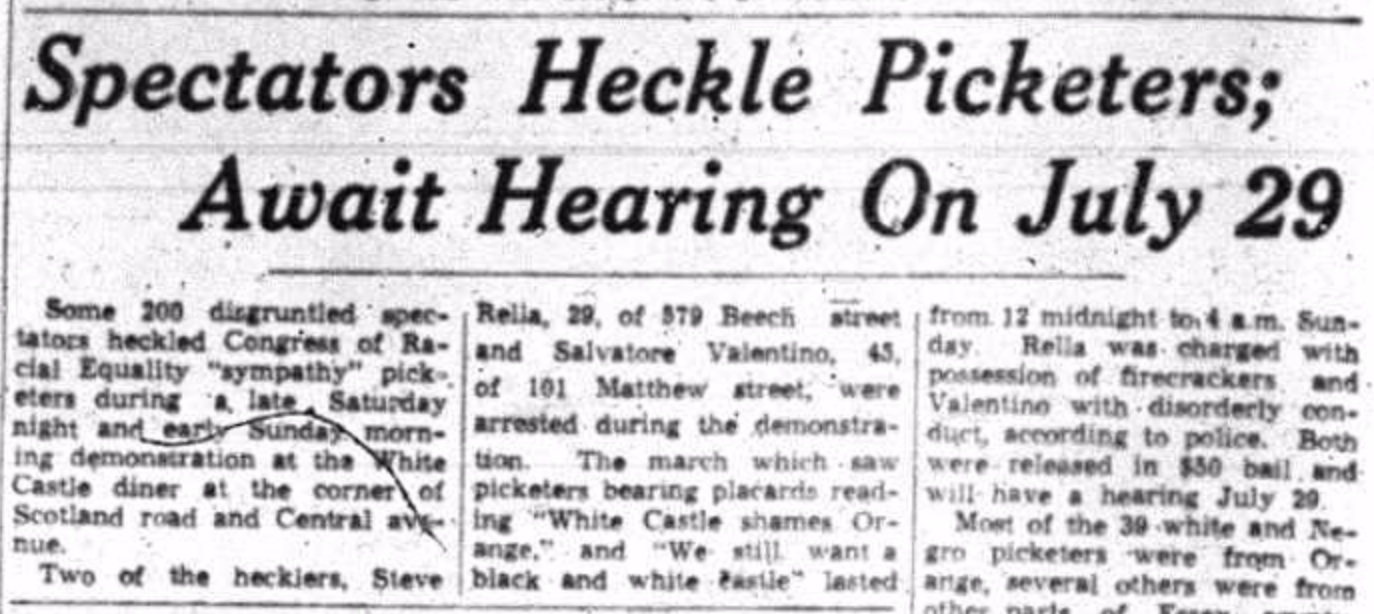 Spectators Heckle Picketers;
Await Hearing On July 29
Some 200 disgruntled spec-
tators heckled Congress of Ra-
cial Equality "sympathy" pick-
eters during a late Saturday
night and early Sunday morn-
ing demonstration at the White
Castle diner at the corner of
Scotland road and Central ave-
nue.
Two of the hecklers, Steve
Rella, 29, of 579 Beech street
and Salvatore Valentino, 45,
of 101 Matthew street, were
arrested during the demonstra-
tion. The march which saw
picketers bearing placards read-
ing "White Castle shames Or-
ange," and "We still want a
black and white castle" lasted
from 12 midnight to 4 a.m. Sun-
day. Rella was charged with
possession of firecrackers and
Valentino with disorderly con-
duct, according to police. Both
were released in $50 bail and
will have a hearing July 29.
Most of the 39 white and Ne-
gro picketers were from Or-
ange, several others were from
other parts of Essex